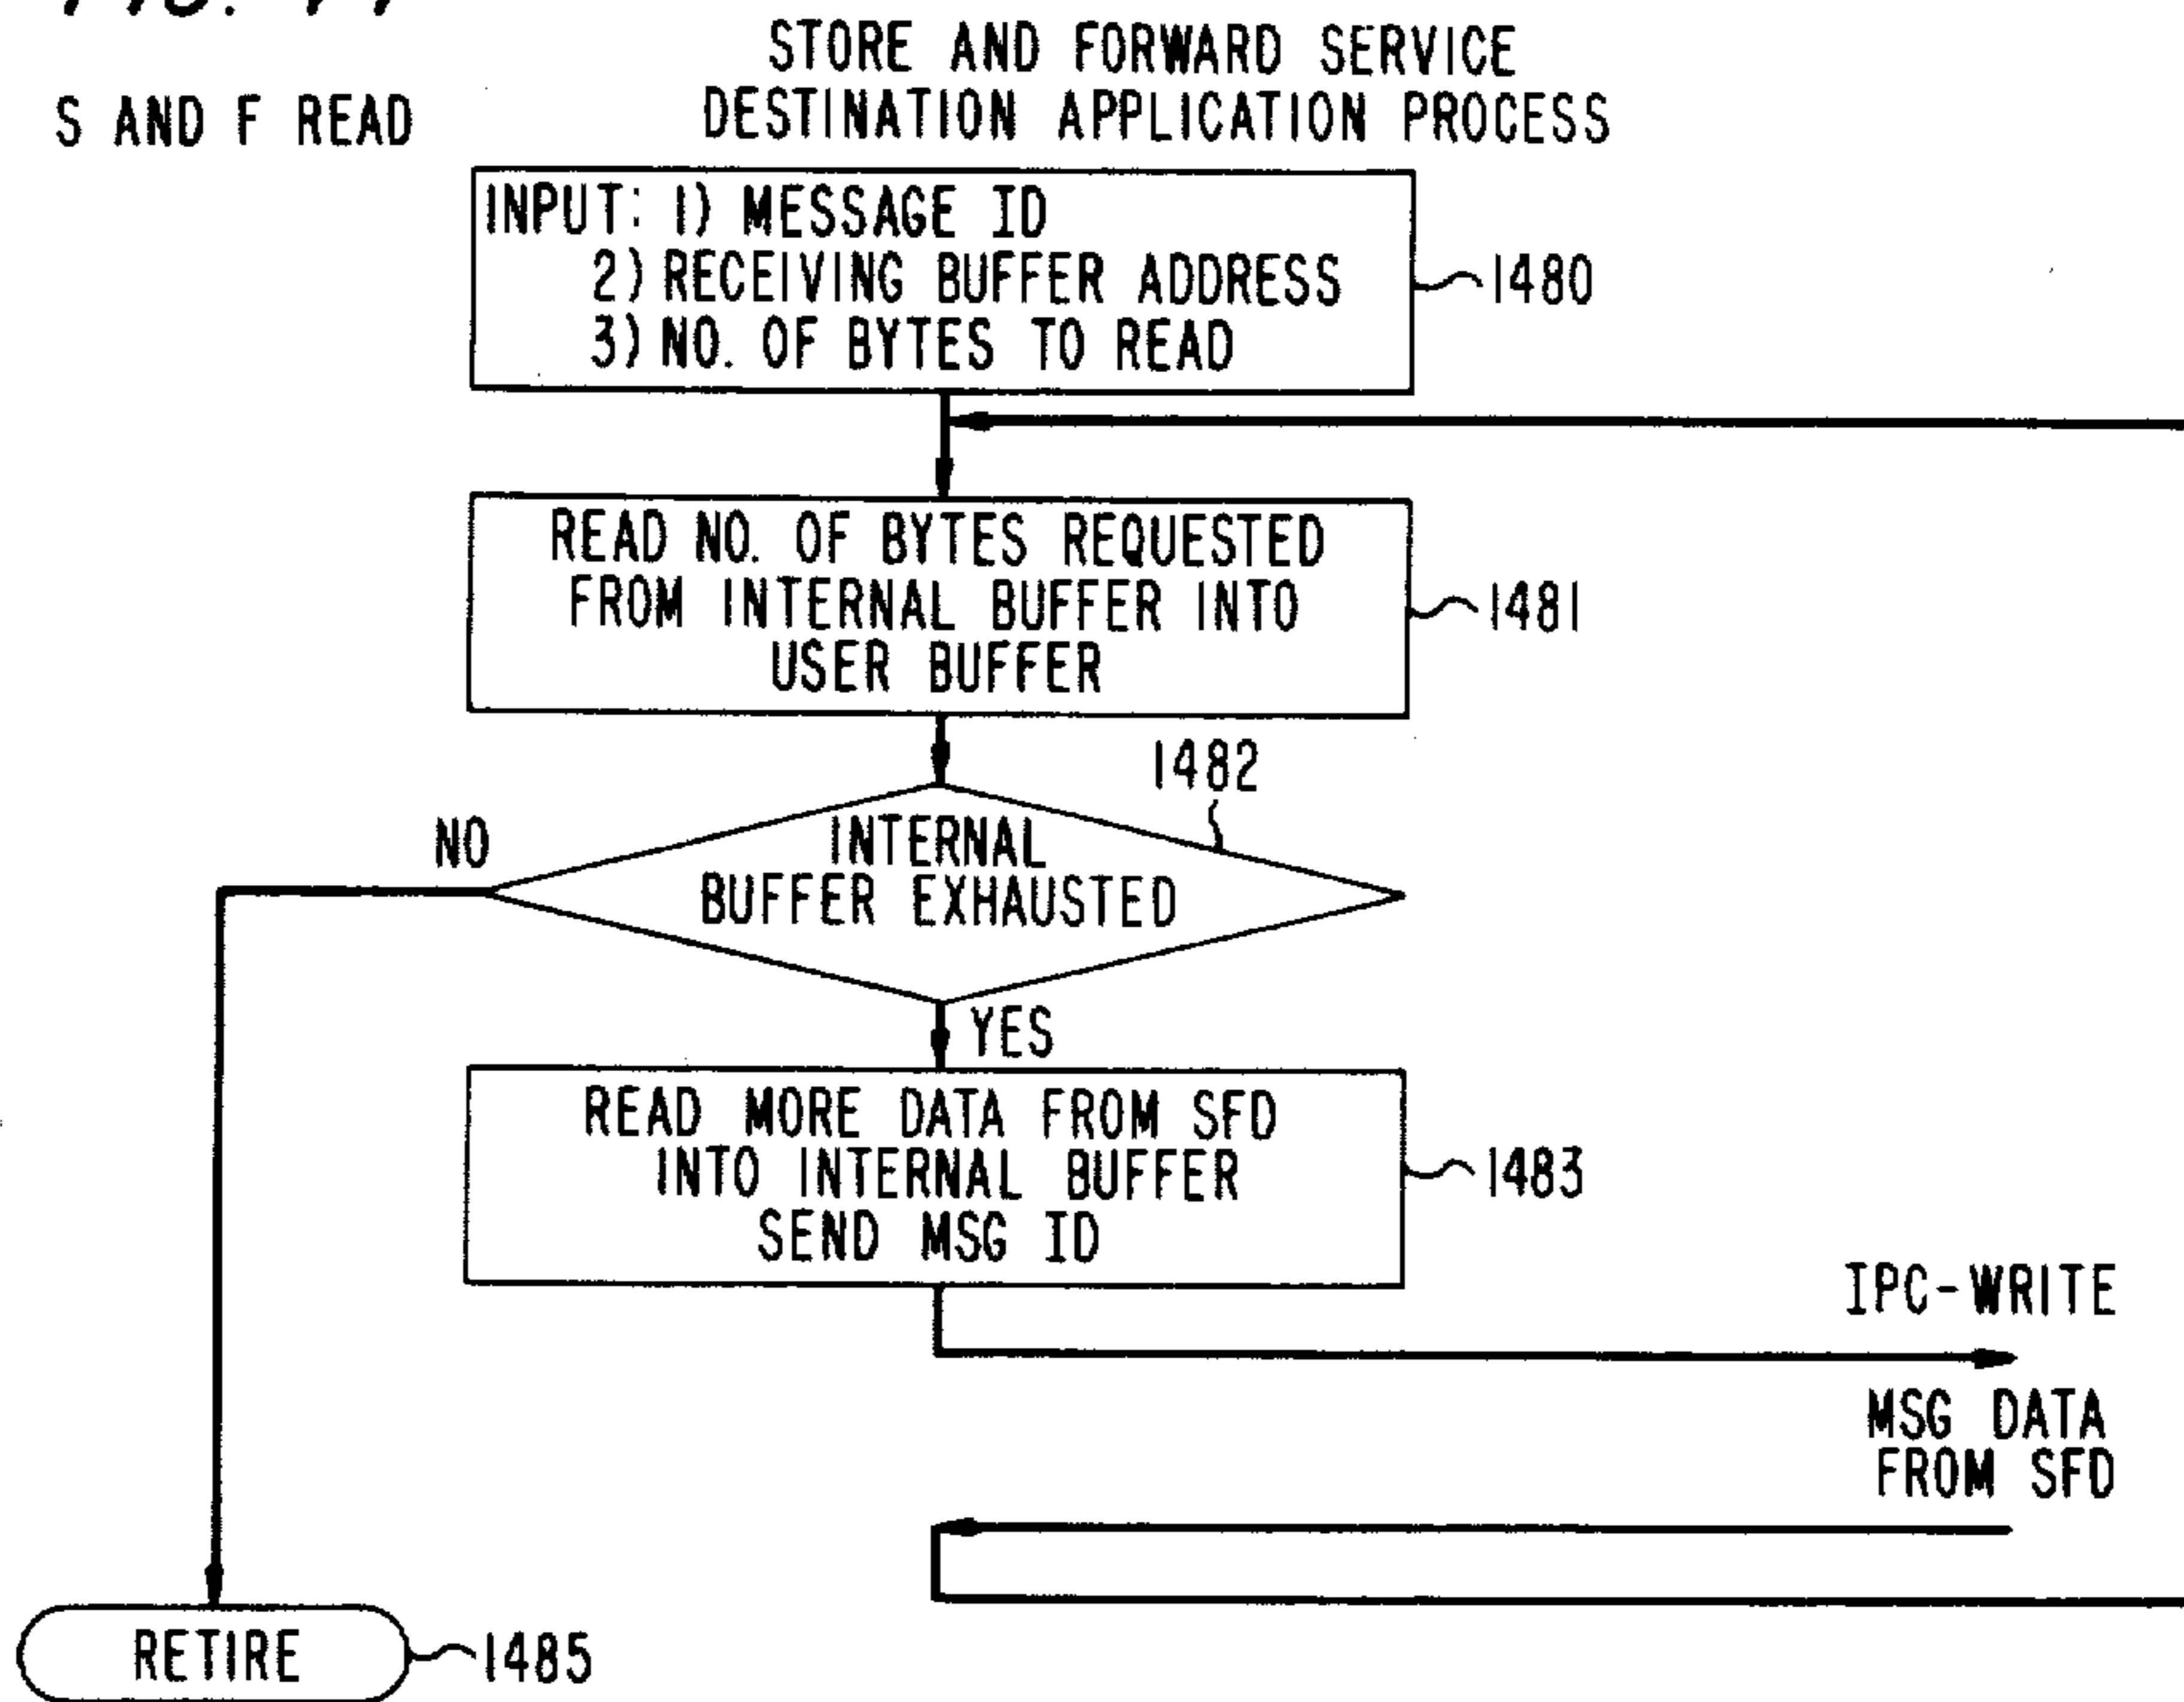 S AND F READ
STORE AND FORWARD SERVICE
DESTINATION APPLICATION PROCESS
INPUT: 1) MESSAGE ID
2) RECEIVING BUFFER ADDRESS
3) NO. OF BYTES TO READ
1480
READ NO. OF BYTES REQUESTED
FROM INTERNAL BUFFER INTO
USER BUFFER
1481
1482
NO
INTERNAL
BUFFER EXHAUSTED
YES
READ MORE DATA FROM SFD
INTO INTERNAL BUFFER
SEND MSG ID
1483
IPC-WRITE
MSG DATA
FROM SFD
RETIRE
1485